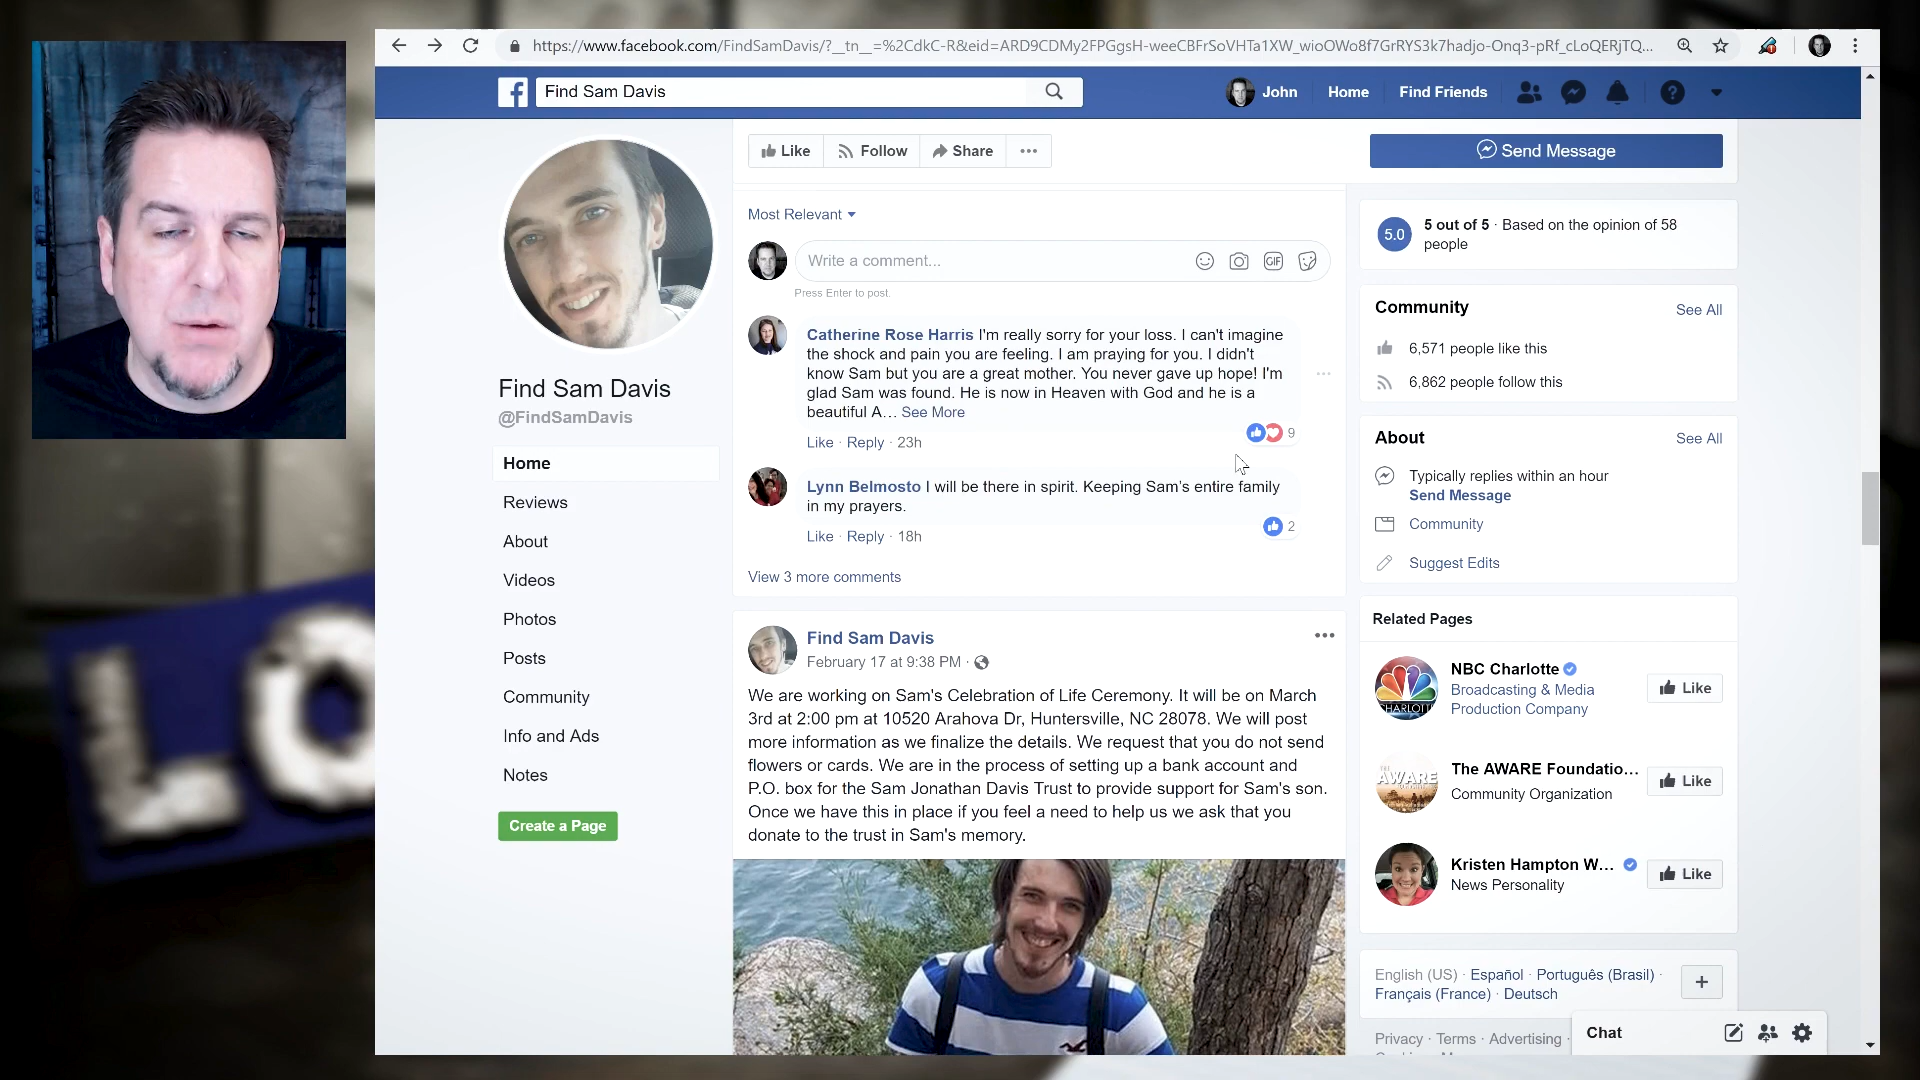 https://www.facebook.com/FindSamDavis/?__tn__=%2CdkC-R&eid=ARD9CDMy2FPGgsH-weeCBFrSoVHTa1XW_wioOWo8f7GrRYS3k7hadjo-Onq3-pRf_cLoQERjTQ...
Find Sam Davis
John
Home
Find Friends
Like
Follow
Share
Send Message
Most Relevant
Write a comment...
GIF
Press Enter to post.
Catherine Rose Harris I'm really sorry for your loss. I can't imagine
the shock and pain you are feeling. I am praying for you. I didn't
know Sam but you are a great mother. You never gave up hope! I'm
glad Sam was found. He is now in Heaven with God and he is a
beautiful A... See More
9
Like · Reply · 23h
Lynn Belmosto I will be there in spirit. Keeping Sam's entire family
in my prayers.
2
Like · Reply · 18h
View 3 more comments
Find Sam Davis
@FindSamDavis
Home
Reviews
About
Videos
Photos
Posts
Community
Info and Ads
Notes
Create a Page
Find Sam Davis
February 17 at 9:38 PM ·
We are working on Sam's Celebration of Life Ceremony. It will be on March
3rd at 2:00 pm at 10520 Arahova Dr, Huntersville, NC 28078. We will post
more information as we finalize the details. We request that you do not send
flowers or cards. We are in the process of setting up a bank account and
P.O. box for the Sam Jonathan Davis Trust to provide support for Sam's son.
Once we have this in place if you feel a need to help us we ask that you
donate to the trust in Sam's memory.
5.0
5 out of 5 · Based on the opinion of 58
people
Community
See All
6,571 people like this
6,862 people follow this
About
See All
Typically replies within an hour
Send Message
Community
Suggest Edits
Related Pages
CHARLOTTE
NBC Charlotte
Broadcasting & Media
Production Company
Like
AWARE
The AWARE Foundatio...
Community Organization
Like
Kristen Hampton W...
News Personality
Like
English (US) · Español · Português (Brasil) ·
Français (France) · Deutsch
Privacy · Terms · Advertising ·
Chat
LO